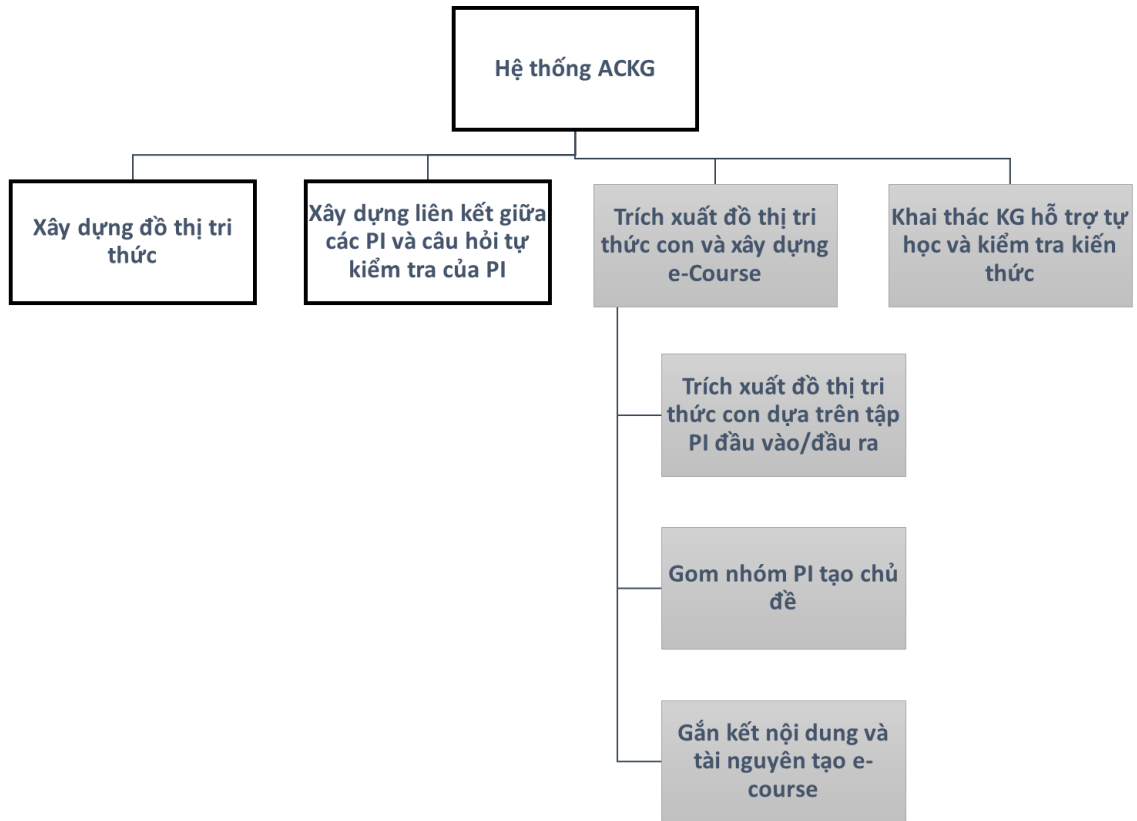 Hệ thống ACKG
Xây dựng đồ thị tri
thức
Xây dựng liên kết giữa
các PI và câu hỏi tự
kiểm tra của PI
Trích xuất đồ thị tri
thức con và xây dựng
e-Course
Khai thác KG hỗ trợ tự
học và kiểm tra kiến
thức
Trích xuất đồ thị tri
thức con dựa trên tập
PI đầu vào/đầu ra
Gom nhóm PI tạo chủ
đề
Gắn kết nội dung và
tài nguyên tạo e-
course